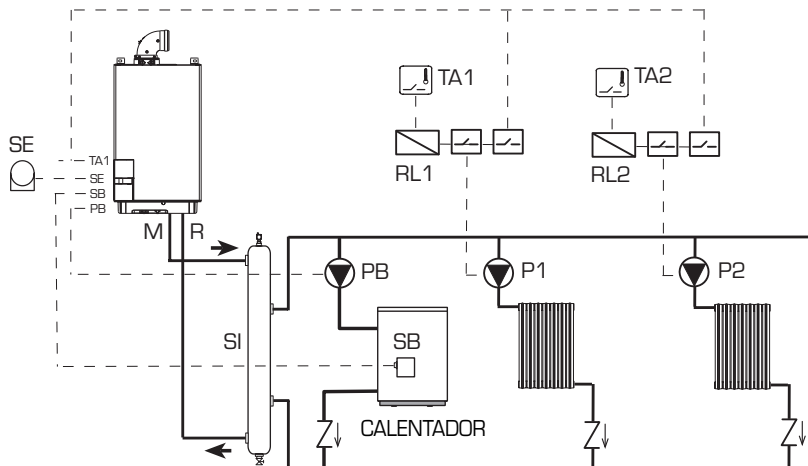 TA1
TA2
RL1
RL2
SE
TA1
SE
SB
PB
M R
PB
P1
P2
SI
SB
CALENTADOR